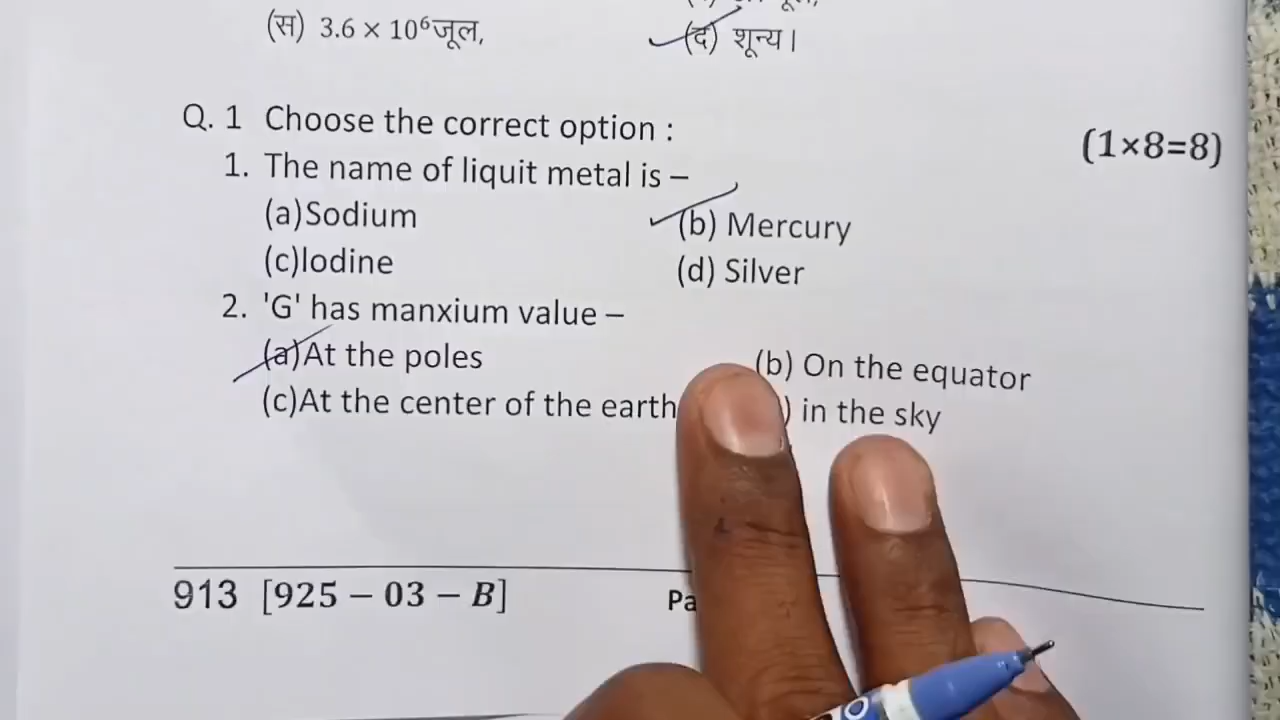 (स) 3.6 × 10⁶जूल,
(द) शून्य।
Q. 1 Choose the correct option :
(1×8=8)
1. The name of liquit metal is –
(a)Sodium (b) Mercury
(c)Iodine (d) Silver
2. 'G' has manxium value –
(a)At the poles (b) On the equator
(c)At the center of the earth ) in the sky
913 [925 – 03 – B] Pa